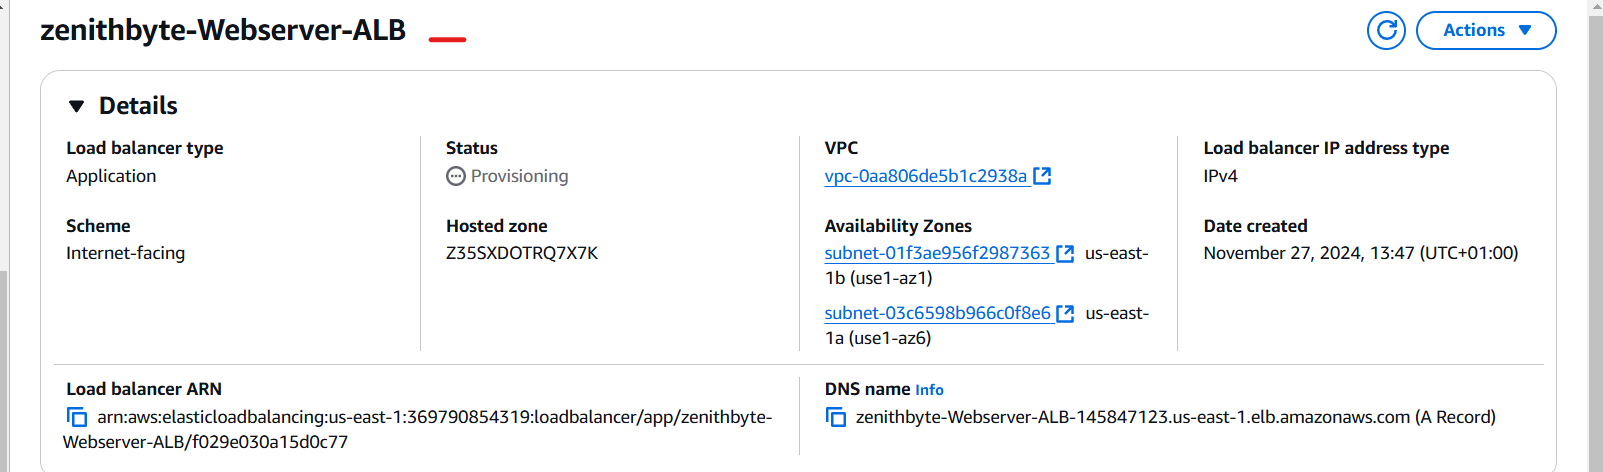 zenithbyte-Webserver-ALB
Actions
Details
Load balancer type
Application
Status
Provisioning
VPC
vpc-0aa806de5b1c2938a
Load balancer IP address type
IPv4
Scheme
Internet-facing
Hosted zone
Z35SXDOTRQ7X7K
Availability Zones
subnet-01f3ae956f2987363 us-east-
1b (use1-az1)
subnet-03c6598b966c0f8e6 us-east-
1a (use1-az6)
Date created
November 27, 2024, 13:47 (UTC+01:00)
Load balancer ARN
arn:aws:elasticloadbalancing:us-east-1:369790854319:loadbalancer/app/zenithbyte-
Webserver-ALB/f029e030a15d0c77
DNS name Info
zenithbyte-Webserver-ALB-145847123.us-east-1.elb.amazonaws.com (A Record)